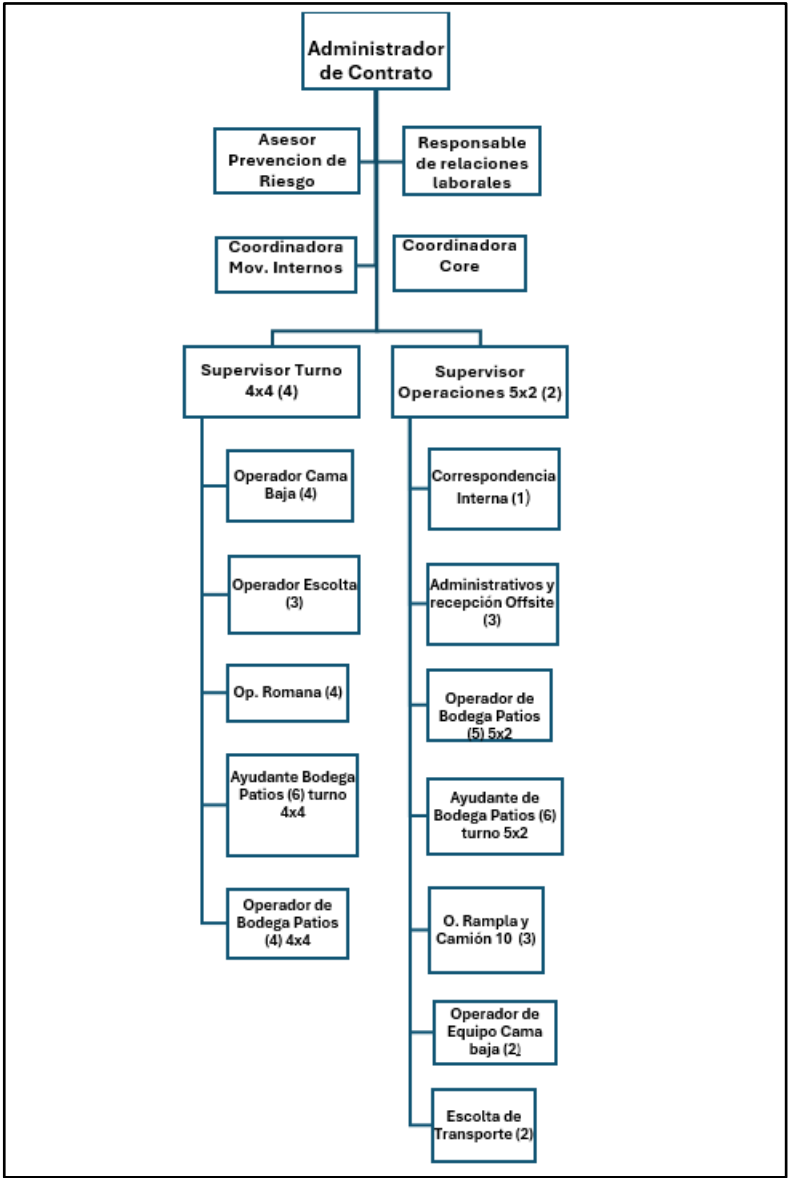 Administrador
de Contrato
Asesor
Prevencion de
Riesgo
Responsable
de relaciones
laborales
Coordinadora
Mov. Internos
Coordinadora
Core
Supervisor Turno
4x4 (4)
Supervisor
Operaciones 5x2 (2)
Operador Cama
Baja (4)
Operador Escolta
(3)
Op. Romana (4)
Ayudante Bodega
Patios (6) turno
4x4
Operador de
Bodega Patios
(4) 4x4
Correspondencia
Interna (1)
Administrativos y
recepción Offsite
(3)
Operador de
Bodega Patios
(5) 5x2
Ayudante de
Bodega Patios (6)
turno 5x2
O. Rampla y
Camión 10 (3)
Operador de
Equipo Cama
baja (2)
Escolta de
Transporte (2)